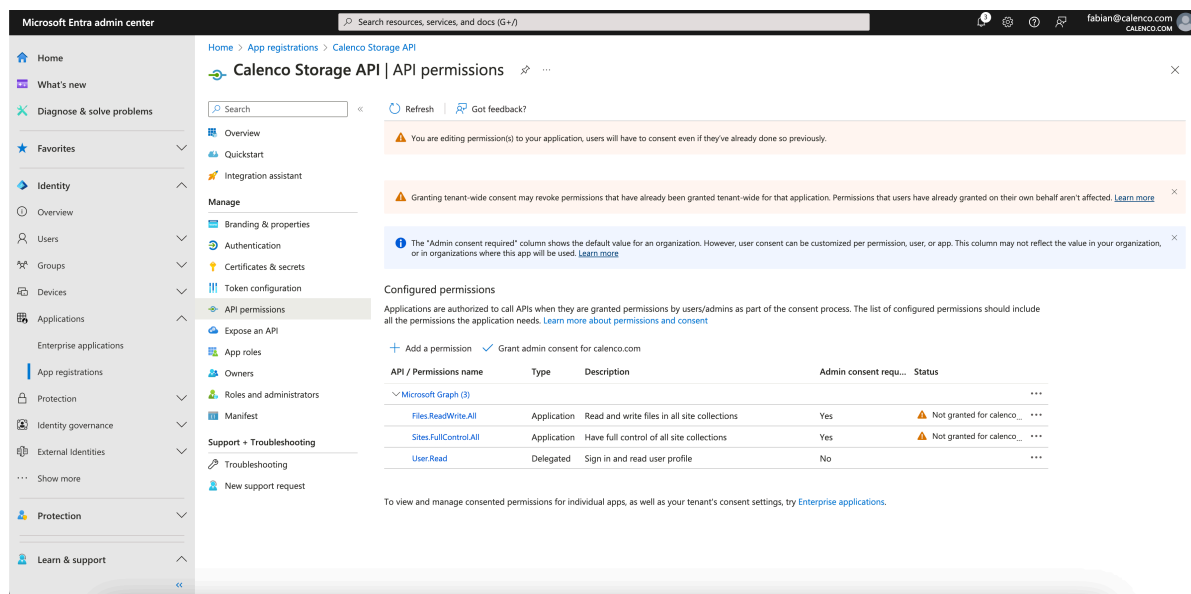 Microsoft Entra admin center
Search resources, services, and docs (G+/)
3
fabian@calenco.com
CALENCO.COM
Home
What's new
Diagnose & solve problems
Favorites
Identity
Overview
Users
Groups
Devices
Applications
Enterprise applications
App registrations
Protection
Identity governance
External Identities
Show more
Protection
Learn & support
Home > App registrations > Calenco Storage API
Calenco Storage API | API permissions
Search
Overview
Quickstart
Integration assistant
Manage
Branding & properties
Authentication
Certificates & secrets
Token configuration
API permissions
Expose an API
App roles
Owners
Roles and administrators
Manifest
Support + Troubleshooting
Troubleshooting
New support request
Refresh
Got feedback?
You are editing permission(s) to your application, users will have to consent even if they've already done so previously.
Granting tenant-wide consent may revoke permissions that have already been granted tenant-wide for that application. Permissions that users have already granted on their own behalf aren't affected. Learn more
The "Admin consent required" column shows the default value for an organization. However, user consent can be customized per permission, user, or app. This column may not reflect the value in your organization,
or in organizations where this app will be used. Learn more
Configured permissions
Applications are authorized to call APIs when they are granted permissions by users/admins as part of the consent process. The list of configured permissions should include
all the permissions the application needs. Learn more about permissions and consent
Add a permission
Grant admin consent for calenco.com
API / Permissions name Type Description Admin consent requ... Status
Microsoft Graph (3)
Files.ReadWrite.All Application Read and write files in all site collections Yes Not granted for calenco...
Sites.FullControl.All Application Have full control of all site collections Yes Not granted for calenco...
User.Read Delegated Sign in and read user profile No
To view and manage consented permissions for individual apps, as well as your tenant's consent settings, try Enterprise applications.